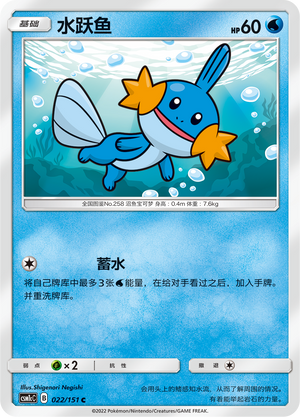 基础 水跃鱼 HP60
全国图鉴No.258 沼鱼宝可梦 身高：0.4m 体重：7.6kg
蓄水
将自己牌库中最多3张能量，在给对手看过之后，加入手牌。
并重洗牌库。
弱点 ×2 抗性 撤退
Illus.Shigenori Negishi
csm1cC B 022/151 C
会用头上的鳍感知水流，从而了解周围的情况。
有着能举起岩石的力量。
©2022 Pokémon/Nintendo/Creatures/GAME FREAK.